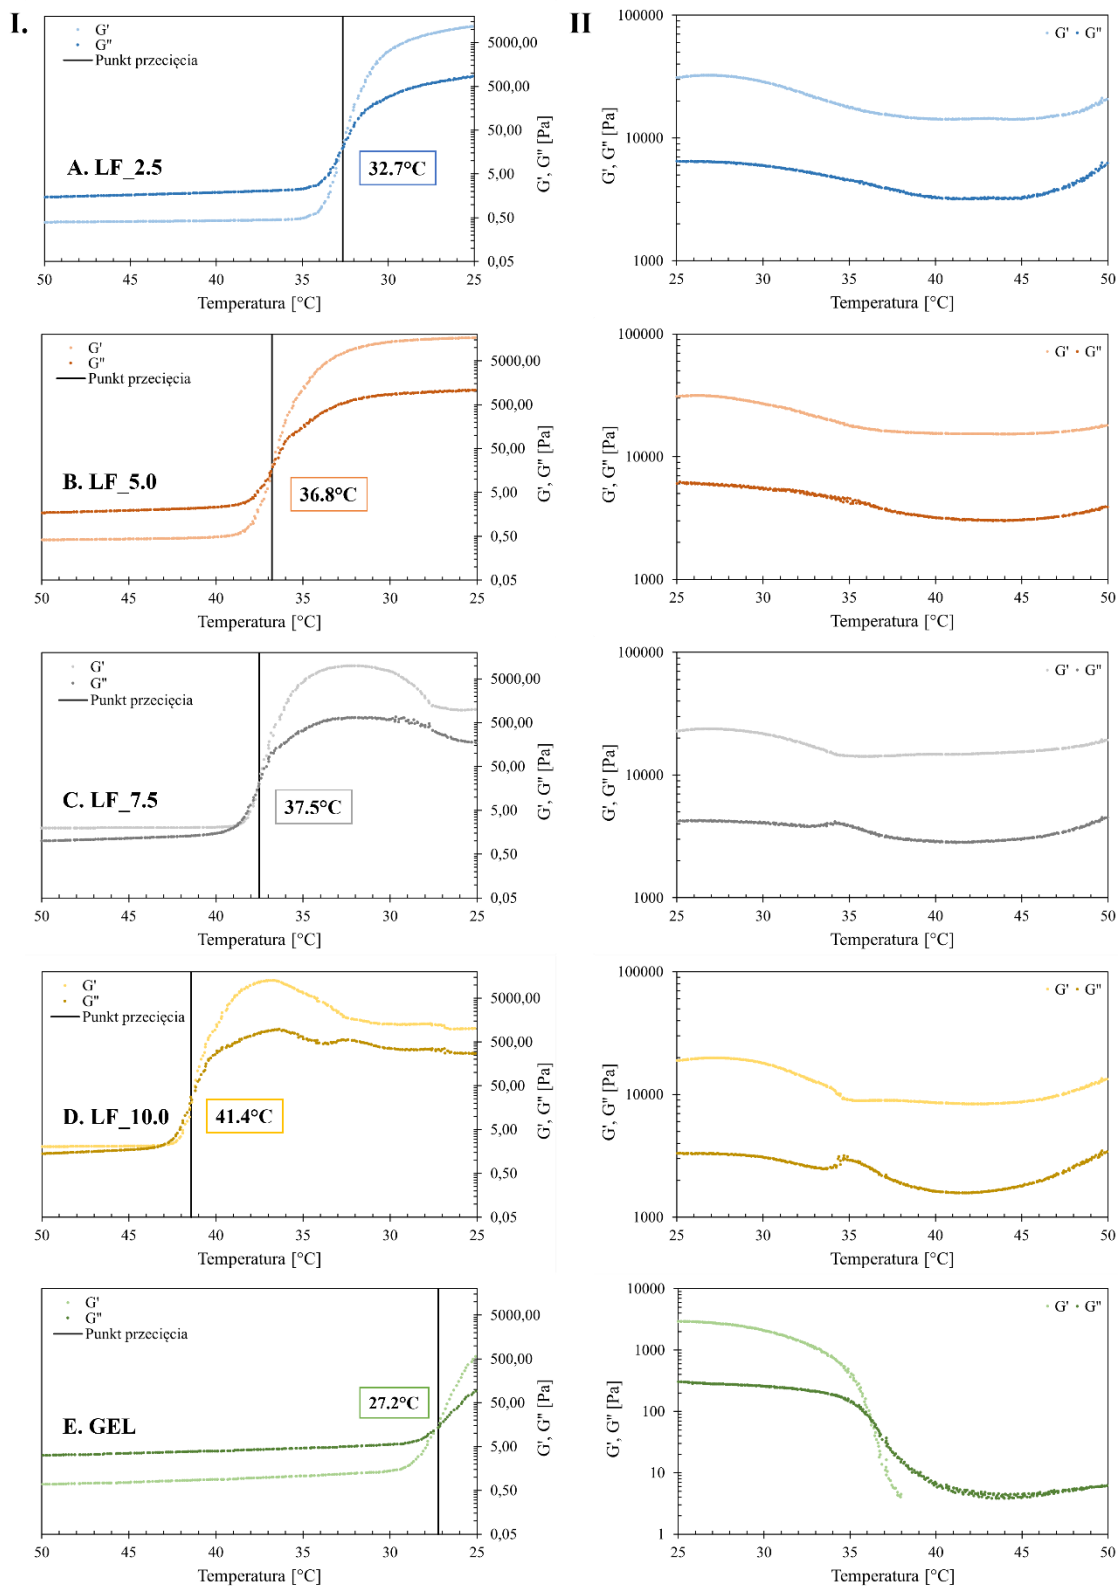 I.
G'
G''
Punkt przecięcia
5000,00
500,00
50,00
5,00
0,50
0,05
G', G'' [Pa]
A. LF_2.5
32.7°C
50 45 40 35 30 25
Temperatura [°C]
II
G' G''
100000
10000
1000
G', G'' [Pa]
25 30 35 40 45 50
Temperatura [°C]
G'
G''
Punkt przecięcia
5000,00
500,00
50,00
5,00
0,50
0,05
G', G'' [Pa]
B. LF_5.0
36.8°C
50 45 40 35 30 25
Temperatura [°C]
G' G''
100000
10000
1000
G', G'' [Pa]
25 30 35 40 45 50
Temperatura [°C]
G'
G''
Punkt przecięcia
5000,00
500,00
50,00
5,00
0,50
0,05
G', G'' [Pa]
C. LF_7.5
37.5°C
50 45 40 35 30 25
Temperatura [°C]
G' G''
100000
10000
1000
G', G'' [Pa]
25 30 35 40 45 50
Temperatura [°C]
G'
G''
Punkt przecięcia
5000,00
500,00
50,00
5,00
0,50
0,05
G', G'' [Pa]
D. LF_10.0
41.4°C
50 45 40 35 30 25
Temperatura [°C]
G' G''
100000
10000
1000
G', G'' [Pa]
25 30 35 40 45 50
Temperatura [°C]
G'
G''
Punkt przecięcia
5000,00
500,00
50,00
5,00
0,50
0,05
G', G'' [Pa]
E. GEL
27.2°C
50 45 40 35 30 25
Temperatura [°C]
G' G''
10000
1000
100
10
1
G', G'' [Pa]
25 30 35 40 45 50
Temperatura [°C]